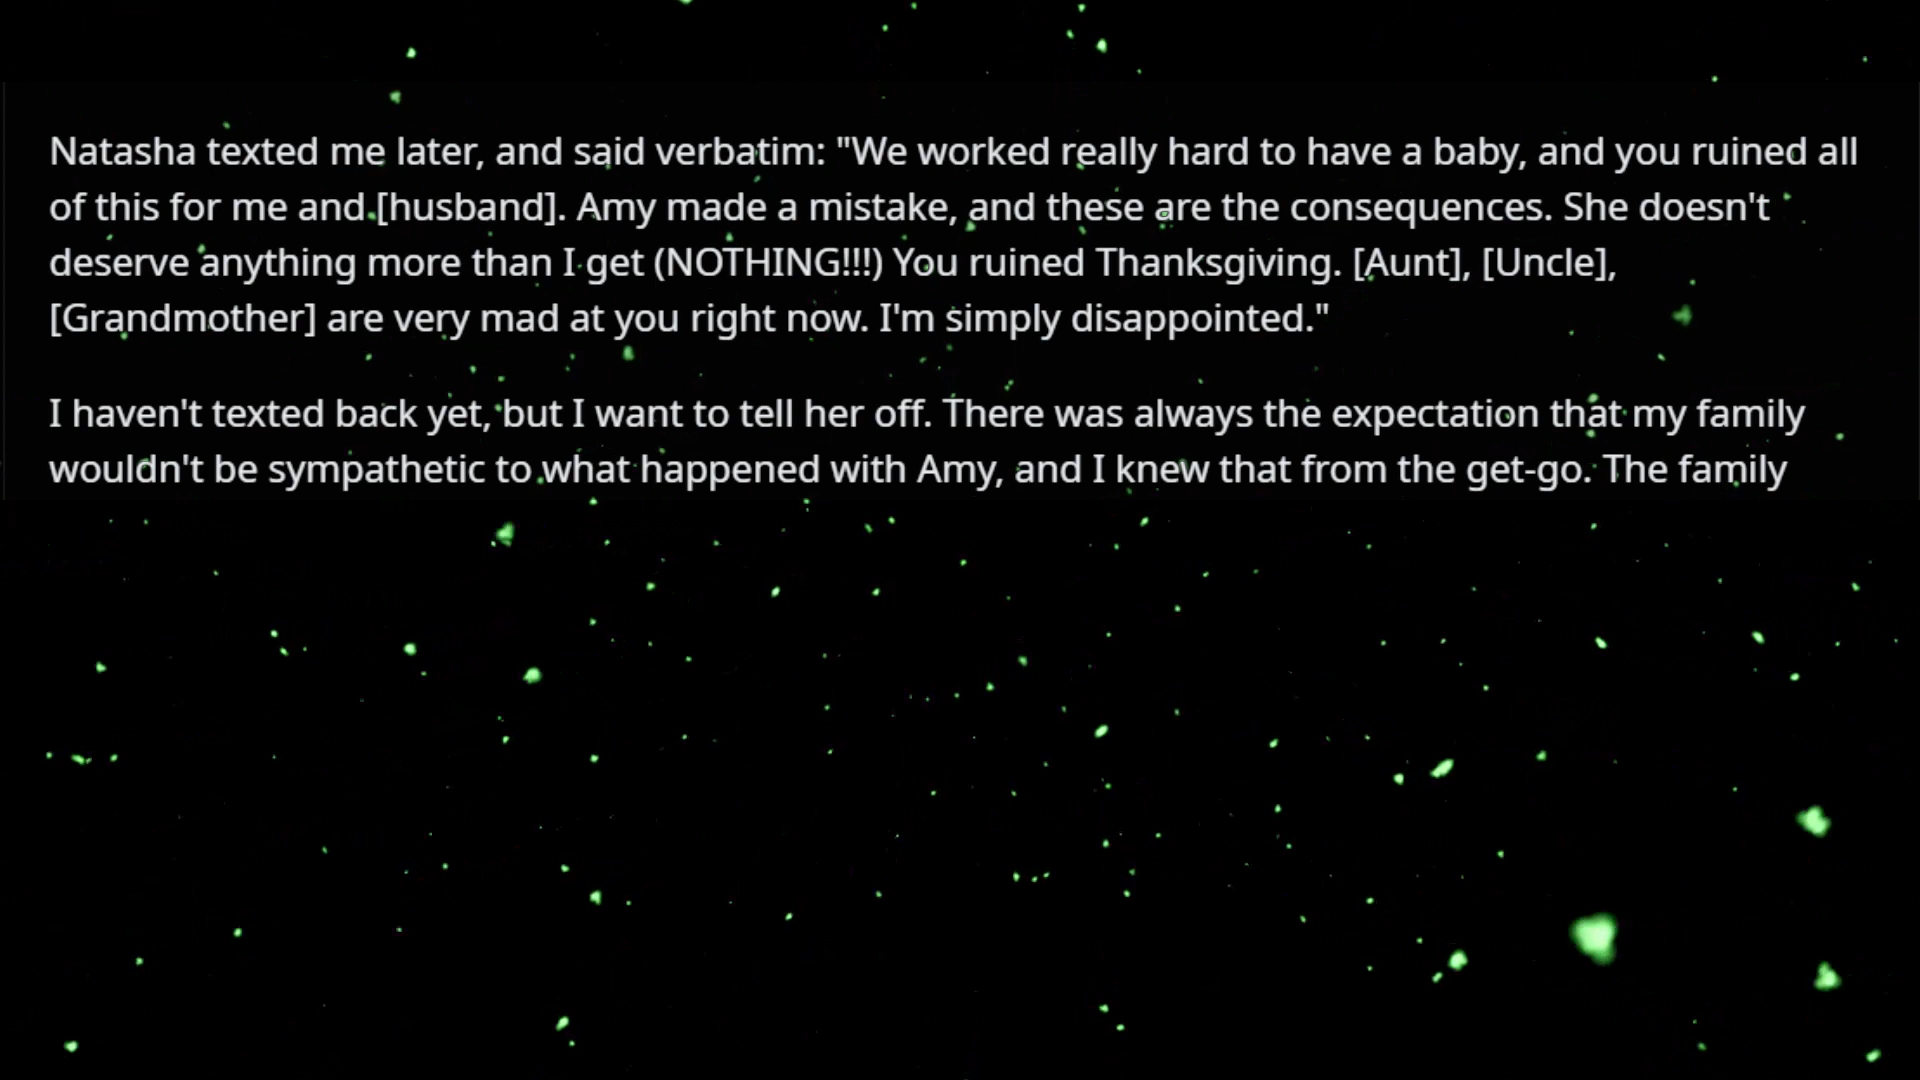 Natasha texted me later, and said verbatim: "We worked really hard to have a baby, and you ruined all
of this for me and [husband]. Amy made a mistake, and these are the consequences. She doesn't
deserve anything more than I get (NOTHING!!!) You ruined Thanksgiving. [Aunt], [Uncle],
[Grandmother] are very mad at you right now. I'm simply disappointed."
I haven't texted back yet, but I want to tell her off. There was always the expectation that my family
wouldn't be sympathetic to what happened with Amy, and I knew that from the get-go. The family